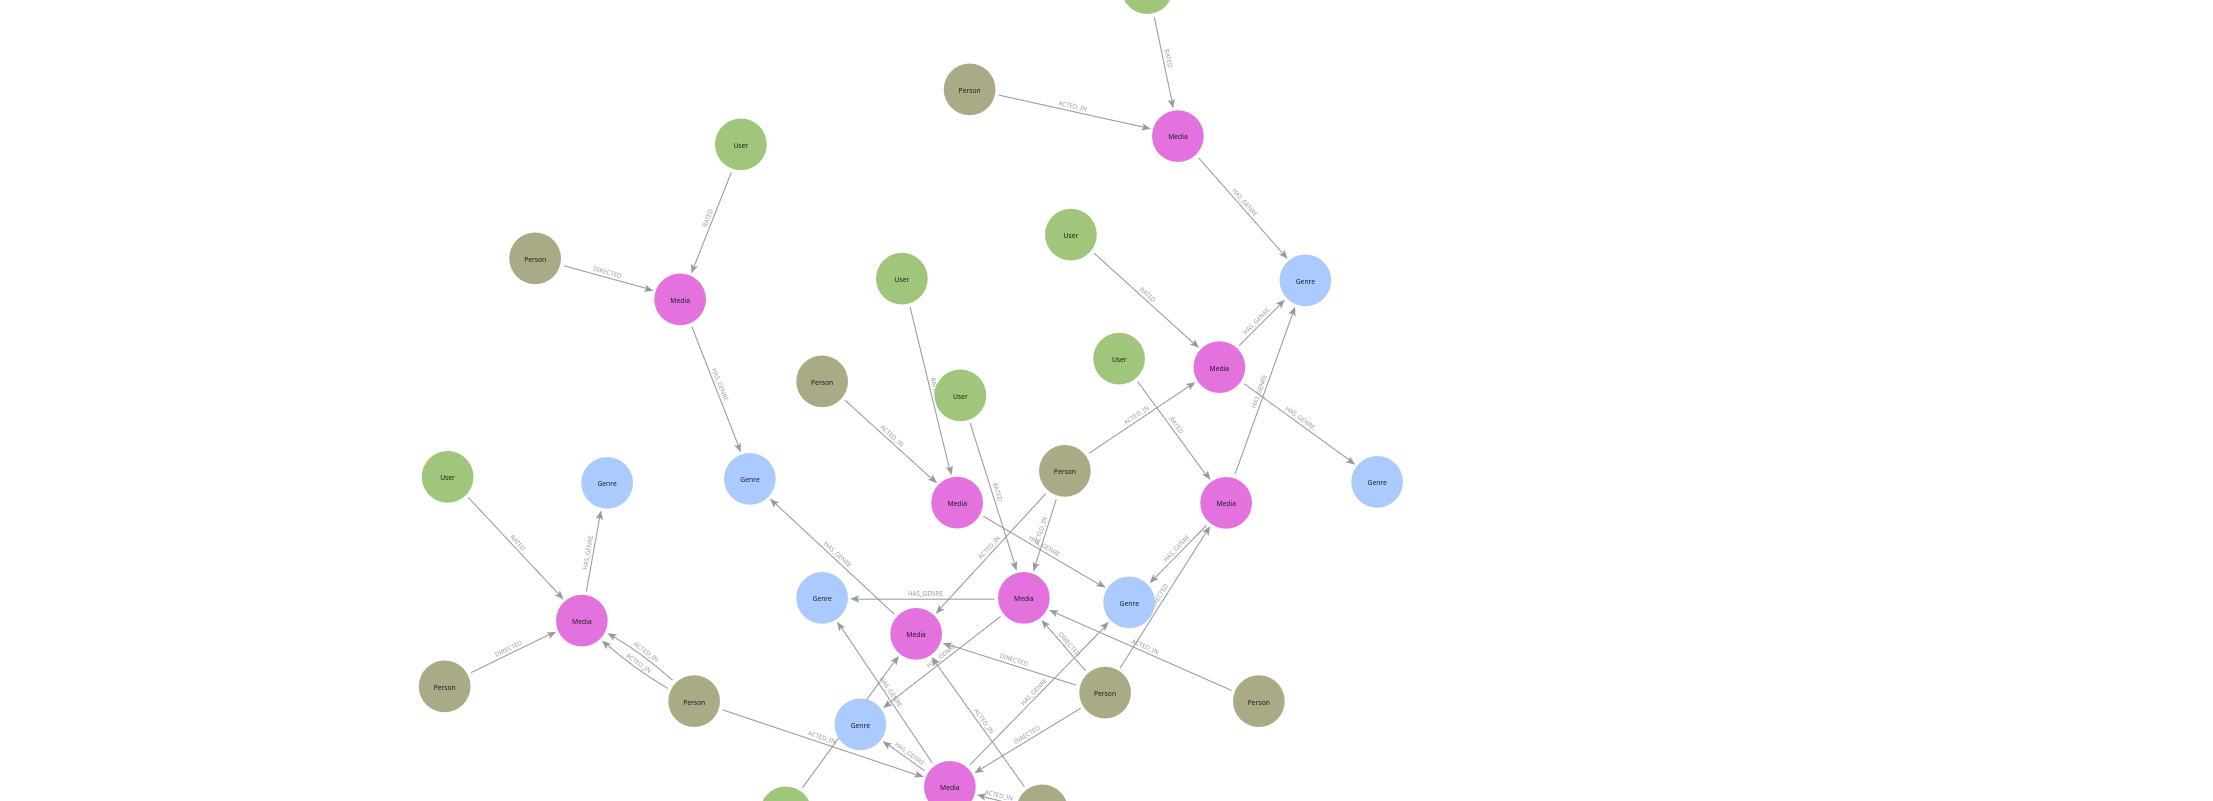 RATED
Person
ACTED_IN
Media
User
HAS_GENRE
RATED
User
Person
DIRECTED
User
Genre
Media
RATED
HAS_GENRE
User
Media
Person
HAS_GENRE
User
HAS_GENRE
ACTED_IN
HAS_GENRE
RATED
ACTED_IN
Person
User
Genre
Genre
Genre
RATED
Media
Media
RATED
HAS_GENRE
HAS_GENRE
ACTED_IN
ACTED_IN
HAS_GENRE
HAS_GENRE
Genre
HAS_GENRE
Media
Genre
Media
Media
DIRECTED
ACTED_IN
ACTED_IN
DIRECTED
ACTED_IN
DIRECTED
HAS_GENRE
Person
Person
HAS_GENRE
HAS_GENRE
Person
Person
ACTED_IN
Genre
ACTED_IN
DIRECTED
HAS_GENRE
Media
ACTED_IN